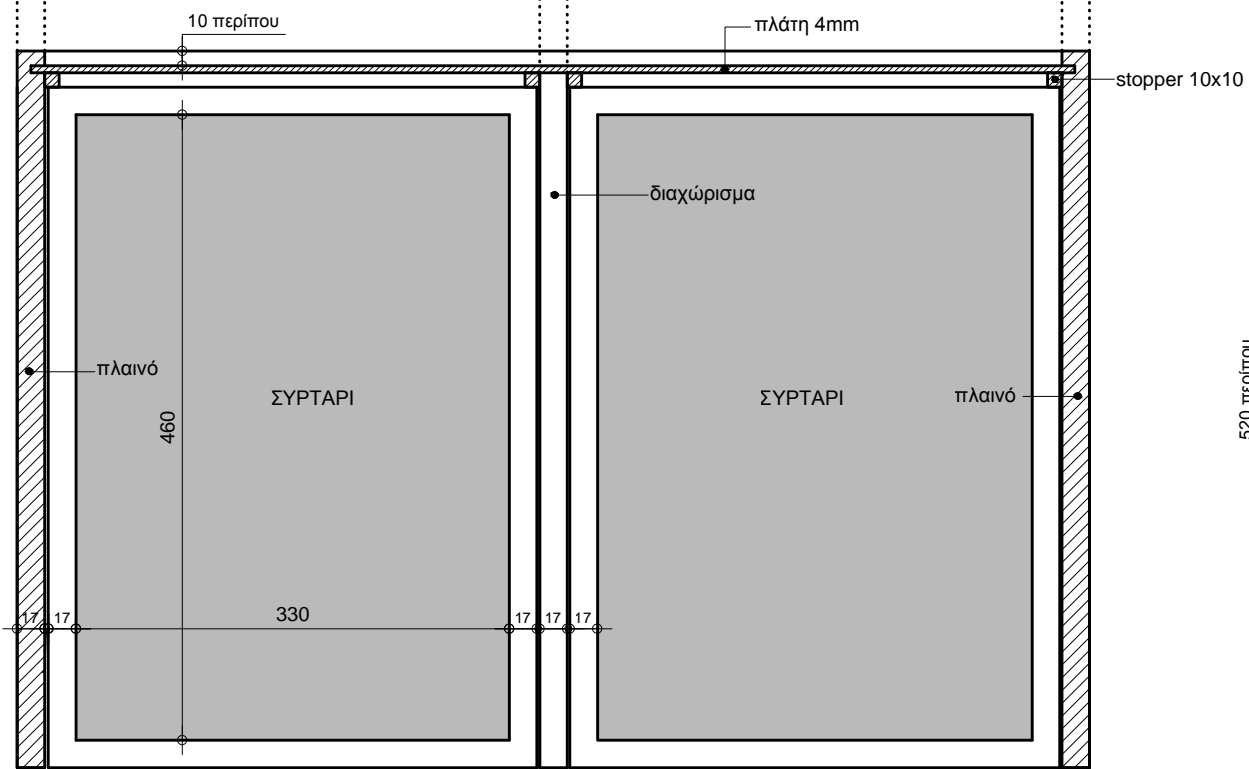 10 περίπου
πλάτη 4mm
stopper 10x10
διαχώρισμα
πλαινό
ΣΥΡΤΑΡΙ
ΣΥΡΤΑΡΙ
πλαινό
460
520 περίπου
17
17
330
17
17
17